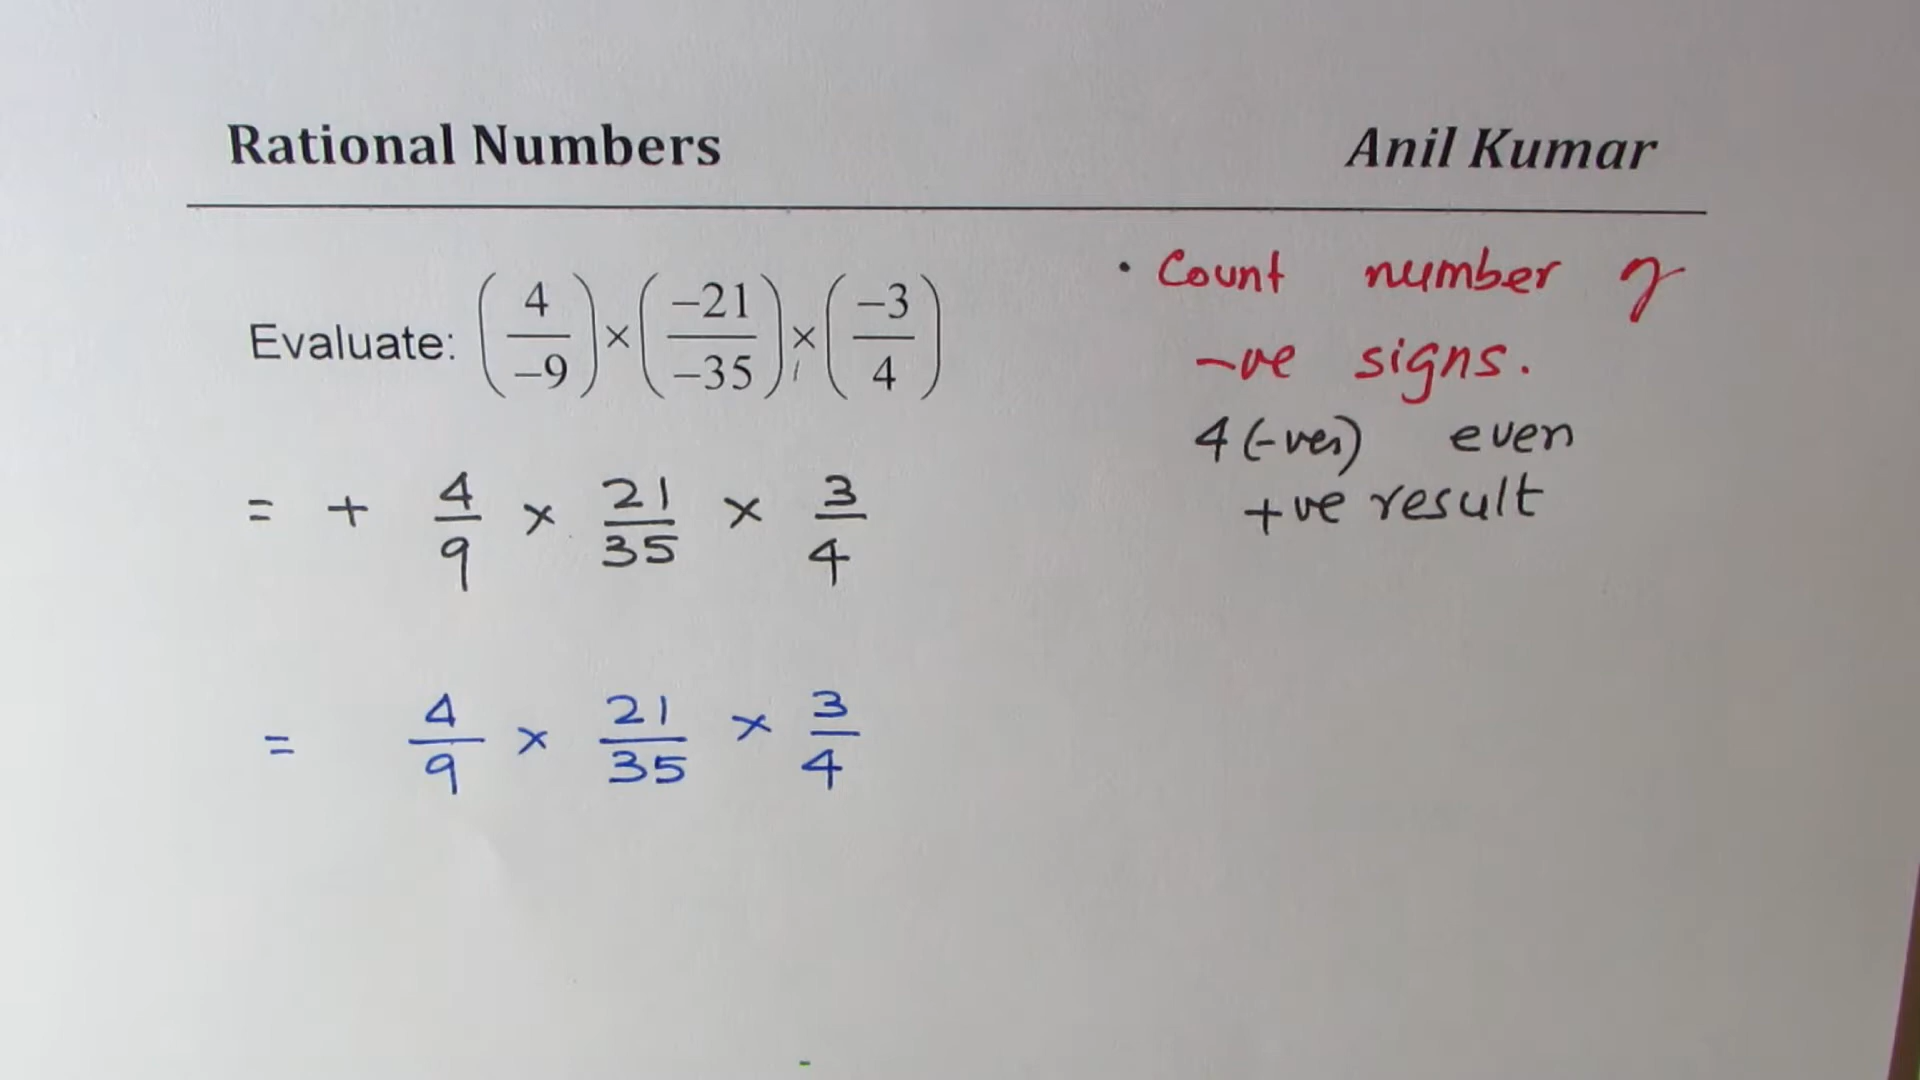 Rational Numbers Anil Kumar
Evaluate: (4/−9) × (−21/−35) × (−3/4)
= + 4/9 × 21/35 × 3/4
= 4/9 × 21/35 × 3/4
• Count number of
-ve signs.
4 (-ves) even
+ve result